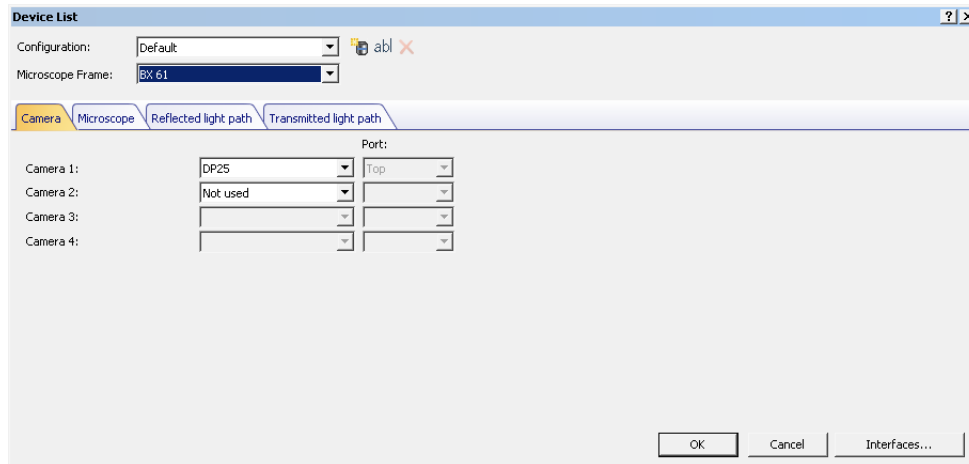 Device List
Configuration: Default abl
Microscope Frame: BX 61
Camera Microscope Reflected light path Transmitted light path
Port:
Camera 1: DP25 Top
Camera 2: Not used
Camera 3:
Camera 4:
OK Cancel Interfaces...